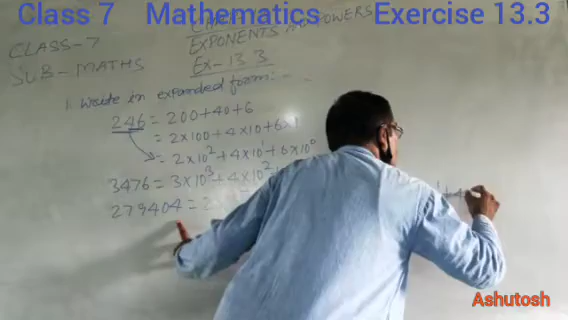 Class 7 Mathematics Exercise 13.3
EXPONENTS AND POWERS
CLASS-7
SUB-MATHS
Ex-13.3
1. Write in expanded form:-
246 = 200+40+6
= 2×100+4×10+6×1
= 2×10²+4×10¹+6×10⁰
3476 = 3×10³+4×10²
279404 = 2
Ashutosh